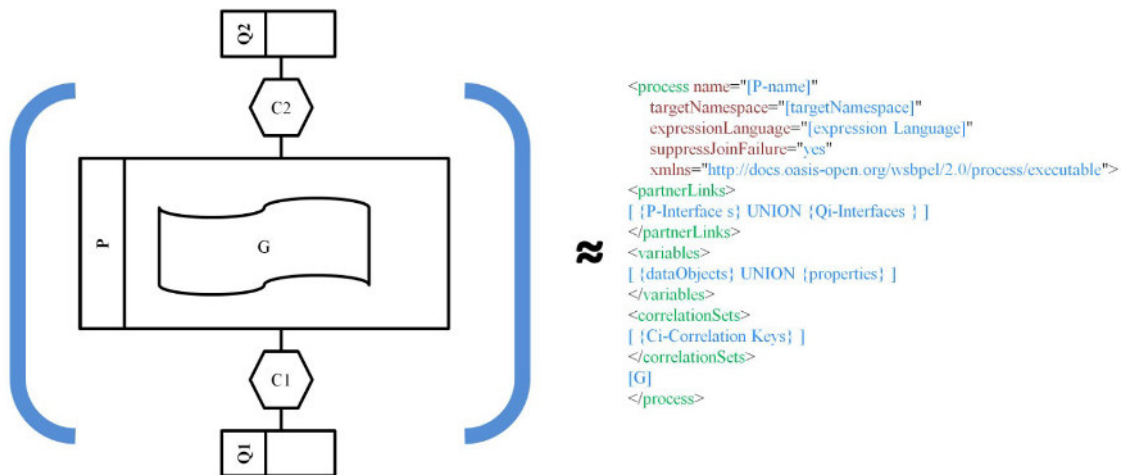 Q2
C2
P
G
C1
Q1
≈
<process name="[P-name]"
targetNamespace="[targetNamespace]"
expressionLanguage="[expression Language]"
suppressJoinFailure="yes"
xmlns="http://docs.oasis-open.org/wsbpel/2.0/process/executable">
<partnerLinks>
[ {P-Interface s} UNION {Qi-Interfaces } ]
</partnerLinks>
<variables>
[ {dataObjects} UNION {properties} ]
</variables>
<correlationSets>
[ {Ci-Correlation Keys} ]
</correlationSets>
[G]
</process>